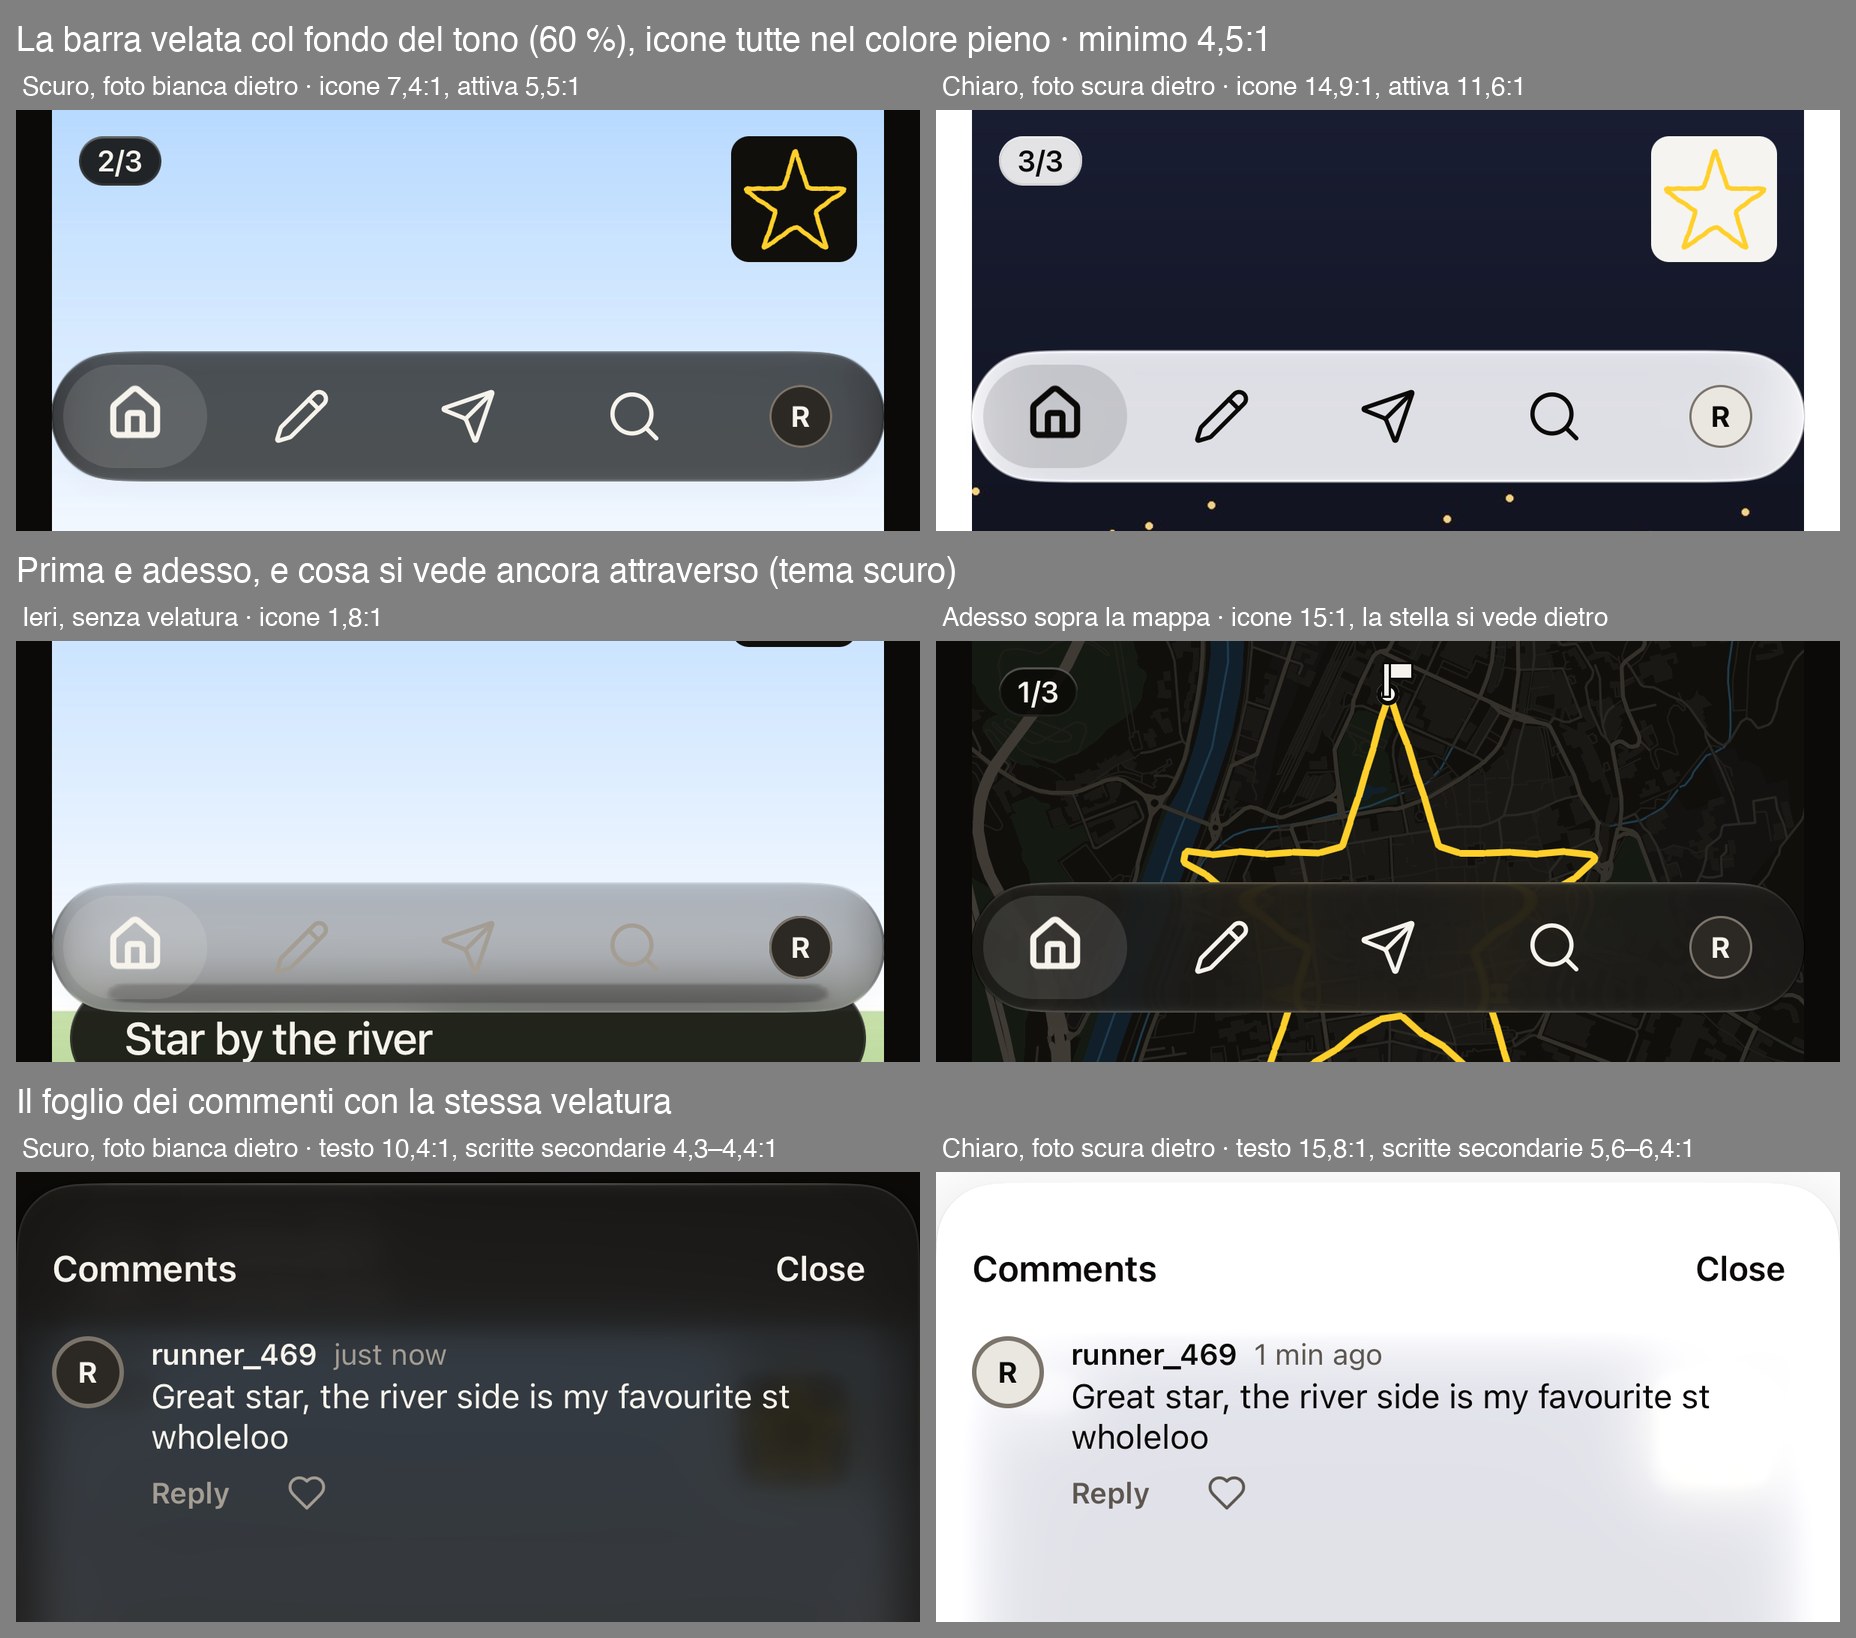 La barra velata col fondo del tono (60 %), icone tutte nel colore pieno · minimo 4,5:1
Scuro, foto bianca dietro · icone 7,4:1, attiva 5,5:1
2/3
R
Chiaro, foto scura dietro · icone 14,9:1, attiva 11,6:1
3/3
R
Prima e adesso, e cosa si vede ancora attraverso (tema scuro)
Ieri, senza velatura · icone 1,8:1
R
Star by the river
Adesso sopra la mappa · icone 15:1, la stella si vede dietro
1/3
R
Il foglio dei commenti con la stessa velatura
Scuro, foto bianca dietro · testo 10,4:1, scritte secondarie 4,3–4,4:1
Comments Close
R
runner_469 just now
Great star, the river side is my favourite st
wholeloo
Reply
Chiaro, foto scura dietro · testo 15,8:1, scritte secondarie 5,6–6,4:1
Comments Close
R
runner_469 1 min ago
Great star, the river side is my favourite st
wholeloo
Reply